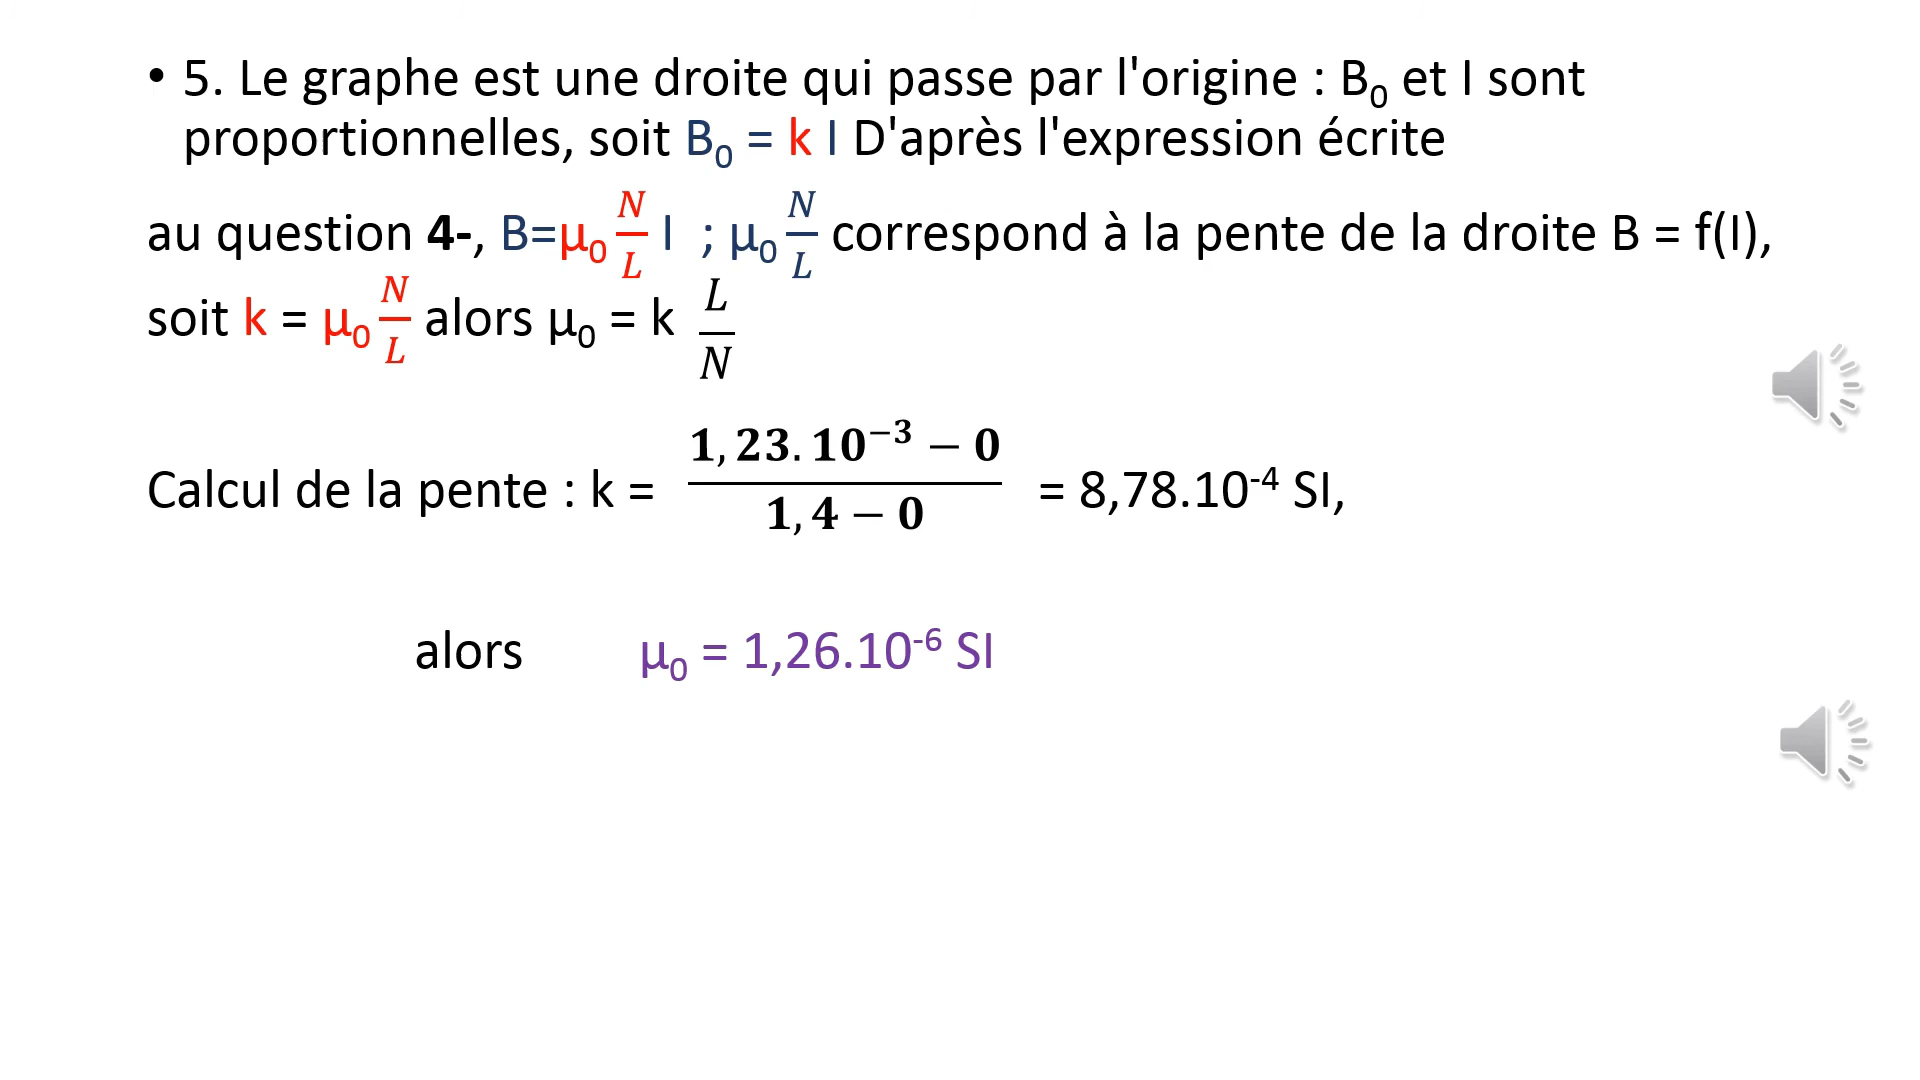 • 5. Le graphe est une droite qui passe par l'origine : B₀ et I sont
proportionnelles, soit B₀ = k I D'après l'expression écrite
au question 4-, B=μ₀ N/L I ; μ₀ N/L correspond à la pente de la droite B = f(I),
soit k = μ₀ N/L alors μ₀ = k L/N
Calcul de la pente : k = (1,23.10⁻³ − 0)/(1,4 − 0) = 8,78.10⁻⁴ SI,
alors μ₀ = 1,26.10⁻⁶ SI